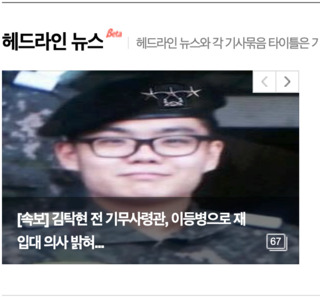 헤드라인 뉴스 Beta
헤드라인 뉴스와 각 기사묶음 타이틀은 기
[속보] 김탁현 전 기무사령관, 이등병으로 재
입대 의사 밝혀...
67